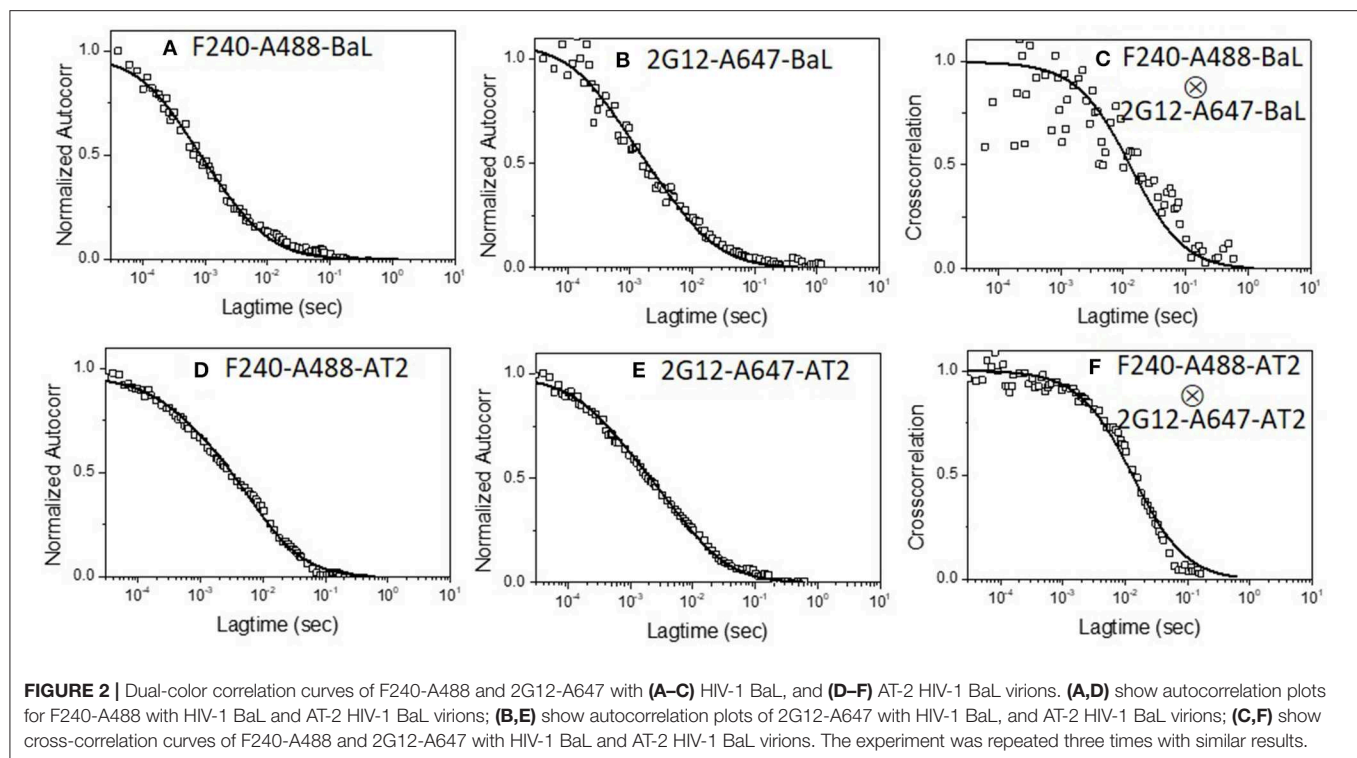 A F240-A488-BaL
1.0
0.5
0.0
Normalized Autocorr
10⁻⁴ 10⁻³ 10⁻² 10⁻¹ 10⁰ 10¹
Lagtime (sec)
B 2G12-A647-BaL
1.0
0.5
0.0
Normalized Autocorr
10⁻⁴ 10⁻³ 10⁻² 10⁻¹ 10⁰ 10¹
Lagtime (sec)
C F240-A488-BaL
⊗
2G12-A647-BaL
1.0
0.5
0.0
Crosscorrelation
10⁻⁴ 10⁻³ 10⁻² 10⁻¹ 10⁰ 10¹
Lagtime (sec)
D F240-A488-AT2
1.0
0.5
0.0
Normalized Autocorr
10⁻⁴ 10⁻³ 10⁻² 10⁻¹ 10⁰ 10¹
Lagtime (sec)
E 2G12-A647-AT2
1.0
0.5
0.0
Normalized Autocorr
10⁻⁴ 10⁻³ 10⁻² 10⁻¹ 10⁰ 10¹
Lagtime (sec)
F F240-A488-AT2
⊗
2G12-A647-AT2
1.0
0.5
0.0
Crosscorrelation
10⁻⁴ 10⁻³ 10⁻² 10⁻¹ 10⁰ 10¹
Lagtime (sec)
FIGURE 2 | Dual-color correlation curves of F240-A488 and 2G12-A647 with (A–C) HIV-1 BaL, and (D–F) AT-2 HIV-1 BaL virions. (A,D) show autocorrelation plots
for F240-A488 with HIV-1 BaL and AT-2 HIV-1 BaL virions; (B,E) show autocorrelation plots of 2G12-A647 with HIV-1 BaL, and AT-2 HIV-1 BaL virions; (C,F) show
cross-correlation curves of F240-A488 and 2G12-A647 with HIV-1 BaL and AT-2 HIV-1 BaL virions. The experiment was repeated three times with similar results.